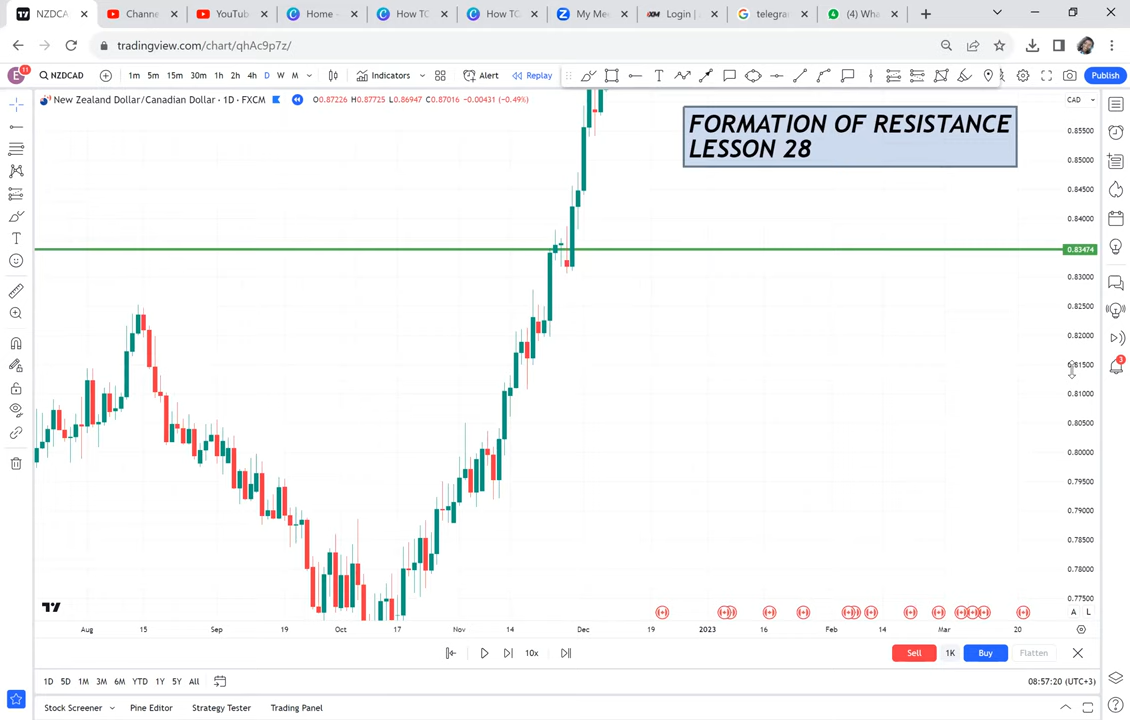 NZDCA
Channe
YouTub
Home -
How TC
How TC
My Me
Login |
telegra
(4) Wha
tradingview.com/chart/qhAc9p7z/
E 11 NZDCAD 1m 5m 15m 30m 1h 2h 4h D W M Indicators Alert Replay Publish
New Zealand Dollar/Canadian Dollar · 1D · FXCM O0.87226 H0.87725 L0.86947 C0.87016 −0.00431 (−0.49%)
CAD
FORMATION OF RESISTANCE
LESSON 28
0.85500
0.85000
0.84500
0.84000
0.83474
0.83000
0.82500
0.82000
0.81500
0.81000
0.80500
0.80000
0.79500
0.79000
0.78500
0.78000
0.77500
3
A L
Aug 15 Sep 19 Oct 17 Nov 14 Dec 19 2023 16 Feb 14 Mar 20
10x Sell 1K Buy Flatten
1D 5D 1M 3M 6M YTD 1Y 5Y All 08:57:20 (UTC+3)
Stock Screener Pine Editor Strategy Tester Trading Panel